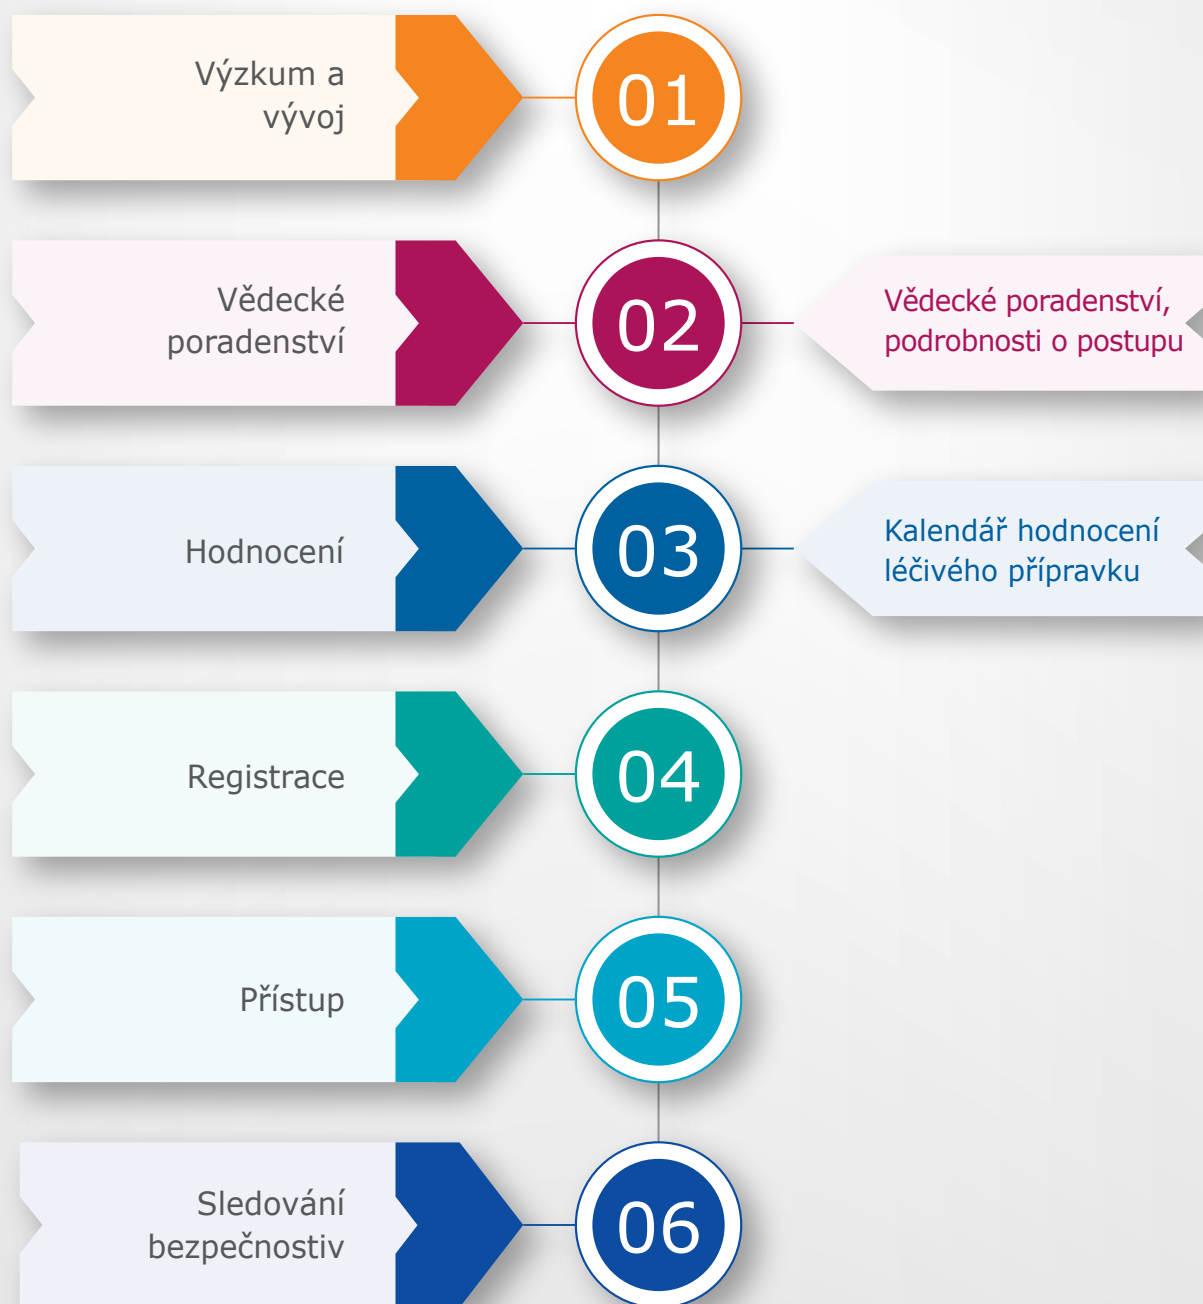 Výzkum a
vývoj
01
Vědecké
poradenství
02
Vědecké poradenství,
podrobnosti o postupu
Hodnocení
03
Kalendář hodnocení
léčivého přípravku
Registrace
04
Přístup
05
Sledování
bezpečnostiv
06